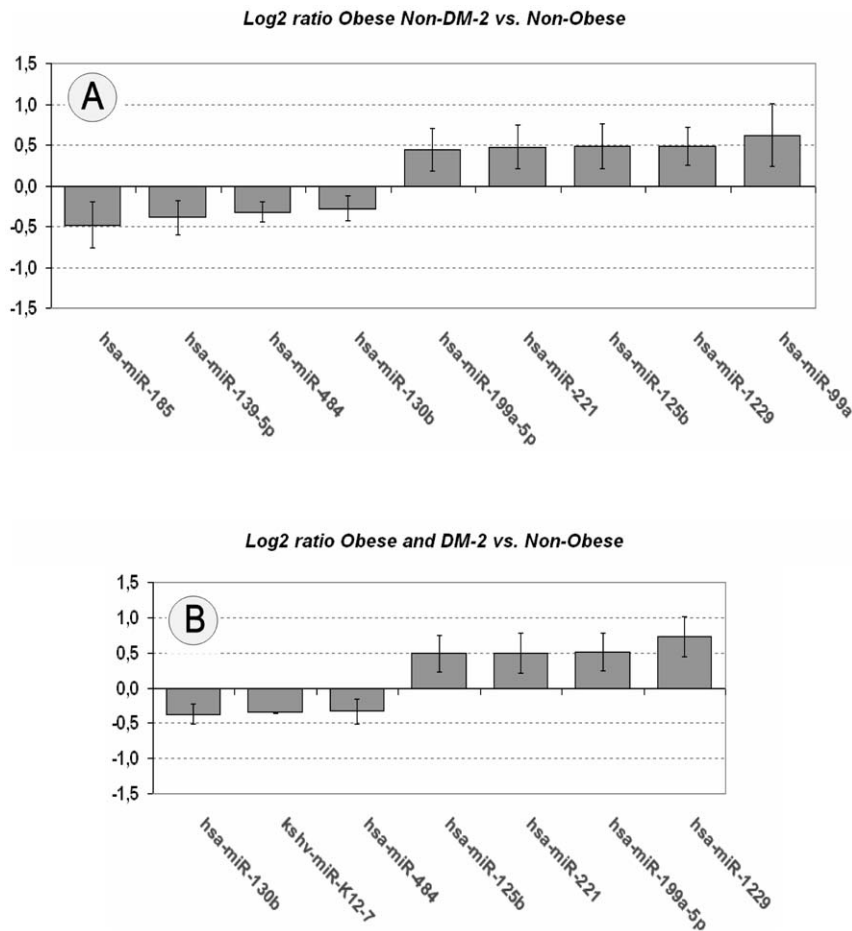 Log2 ratio Obese Non-DM-2 vs. Non-Obese
A
1,5
1,0
0,5
0,0
-0,5
-1,0
-1,5
hsa-miR-185
hsa-miR-139-5p
hsa-miR-484
hsa-miR-130b
hsa-miR-199a-5p
hsa-miR-221
hsa-miR-125b
hsa-miR-1229
hsa-miR-99a
Log2 ratio Obese and DM-2 vs. Non-Obese
B
1,5
1,0
0,5
0,0
-0,5
-1,0
-1,5
hsa-miR-130b
kshv-miR-K12-7
hsa-miR-484
hsa-miR-125b
hsa-miR-221
hsa-miR-199a-5p
hsa-miR-1229